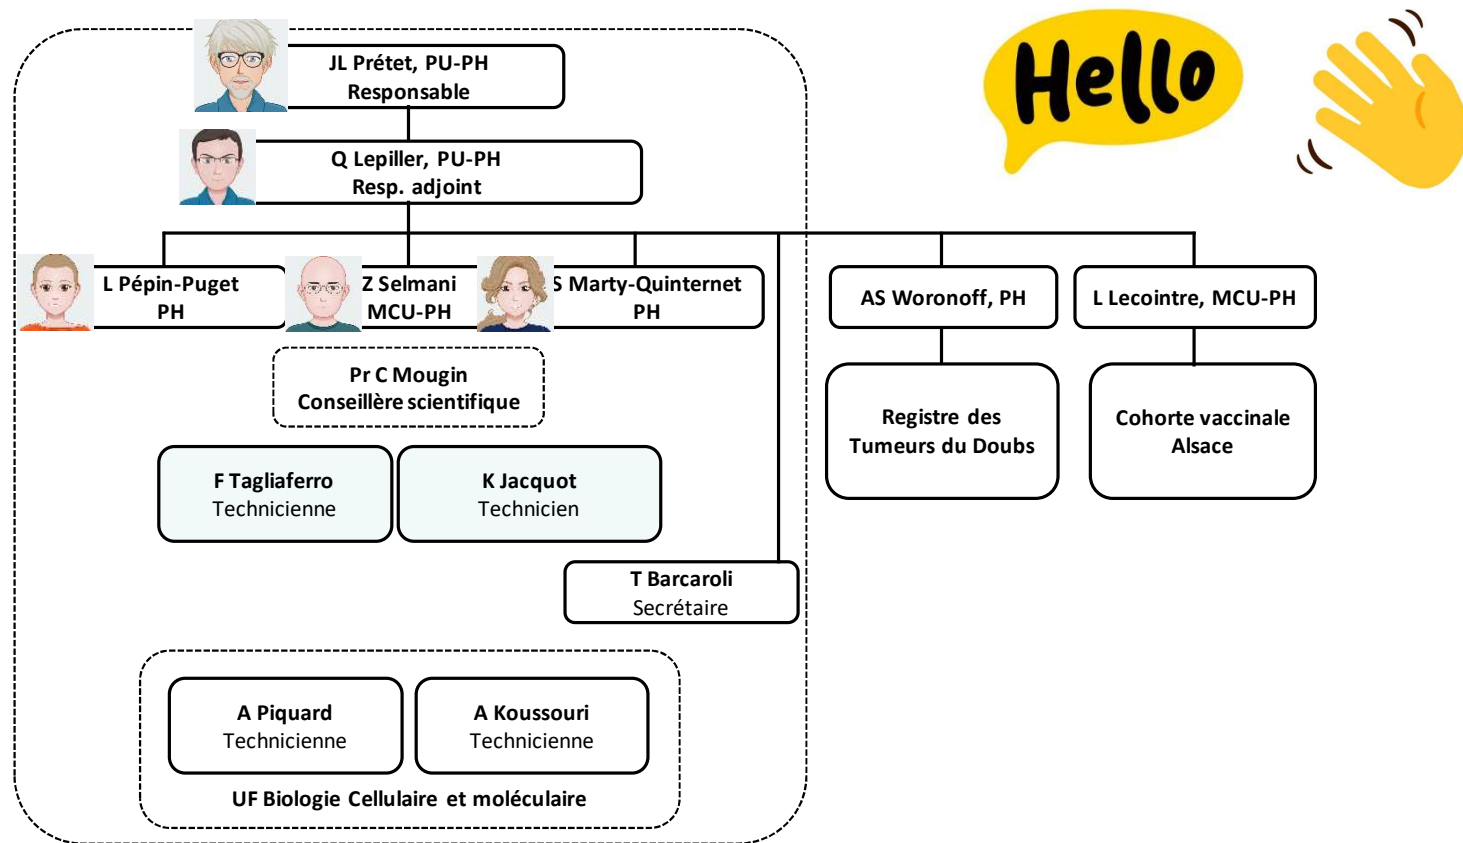 Hello
JL Prétet, PU-PH
Responsable
Q Lepiller, PU-PH
Resp. adjoint
L Pépin-Puget
PH
Z Selmani
MCU-PH
S Marty-Quinternet
PH
AS Woronoff, PH
L Lecointre, MCU-PH
Pr C Mougin
Conseillère scientifique
Registre des
Tumeurs du Doubs
Cohorte vaccinale
Alsace
F Tagliaferro
Technicienne
K Jacquot
Technicien
T Barcaroli
Secrétaire
A Piquard
Technicienne
A Koussouri
Technicienne
UF Biologie Cellulaire et moléculaire